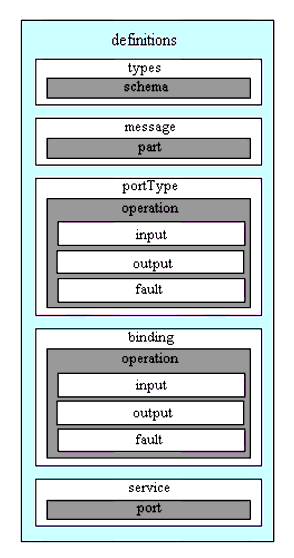 definitions
types
schema
message
part
portType
operation
input
output
fault
binding
operation
input
output
fault
service
port